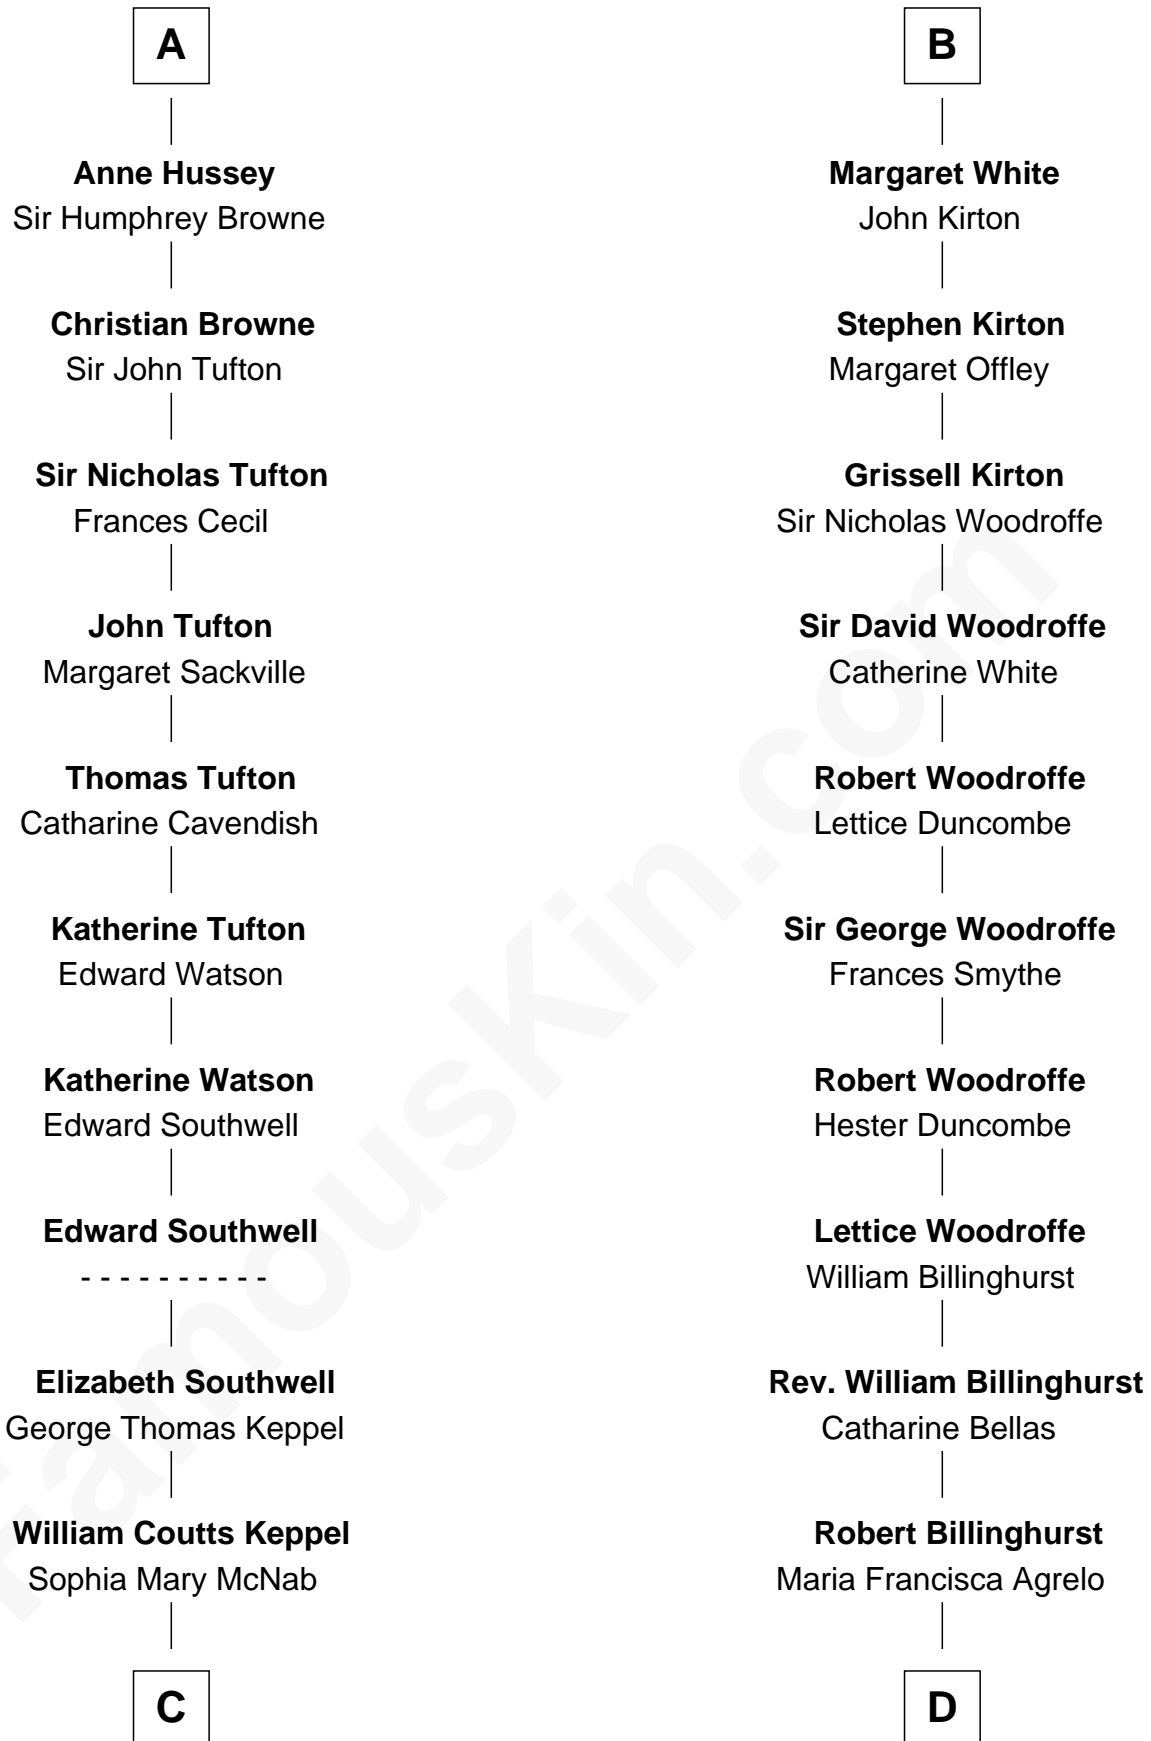 A
Anne Hussey
Sir Humphrey Browne
Christian Browne
Sir John Tufton
Sir Nicholas Tufton
Frances Cecil
John Tufton
Margaret Sackville
Thomas Tufton
Catharine Cavendish
Katherine Tufton
Edward Watson
Katherine Watson
Edward Southwell
Edward Southwell
- - - - - - - - - -
Elizabeth Southwell
George Thomas Keppel
William Coutts Keppel
Sophia Mary McNab
C
B
Margaret White
John Kirton
Stephen Kirton
Margaret Offley
Grissell Kirton
Sir Nicholas Woodroffe
Sir David Woodroffe
Catherine White
Robert Woodroffe
Lettice Duncombe
Sir George Woodroffe
Frances Smythe
Robert Woodroffe
Hester Duncombe
Lettice Woodroffe
William Billinghurst
Rev. William Billinghurst
Catharine Bellas
Robert Billinghurst
Maria Francisca Agrelo
D
FamousKin.com